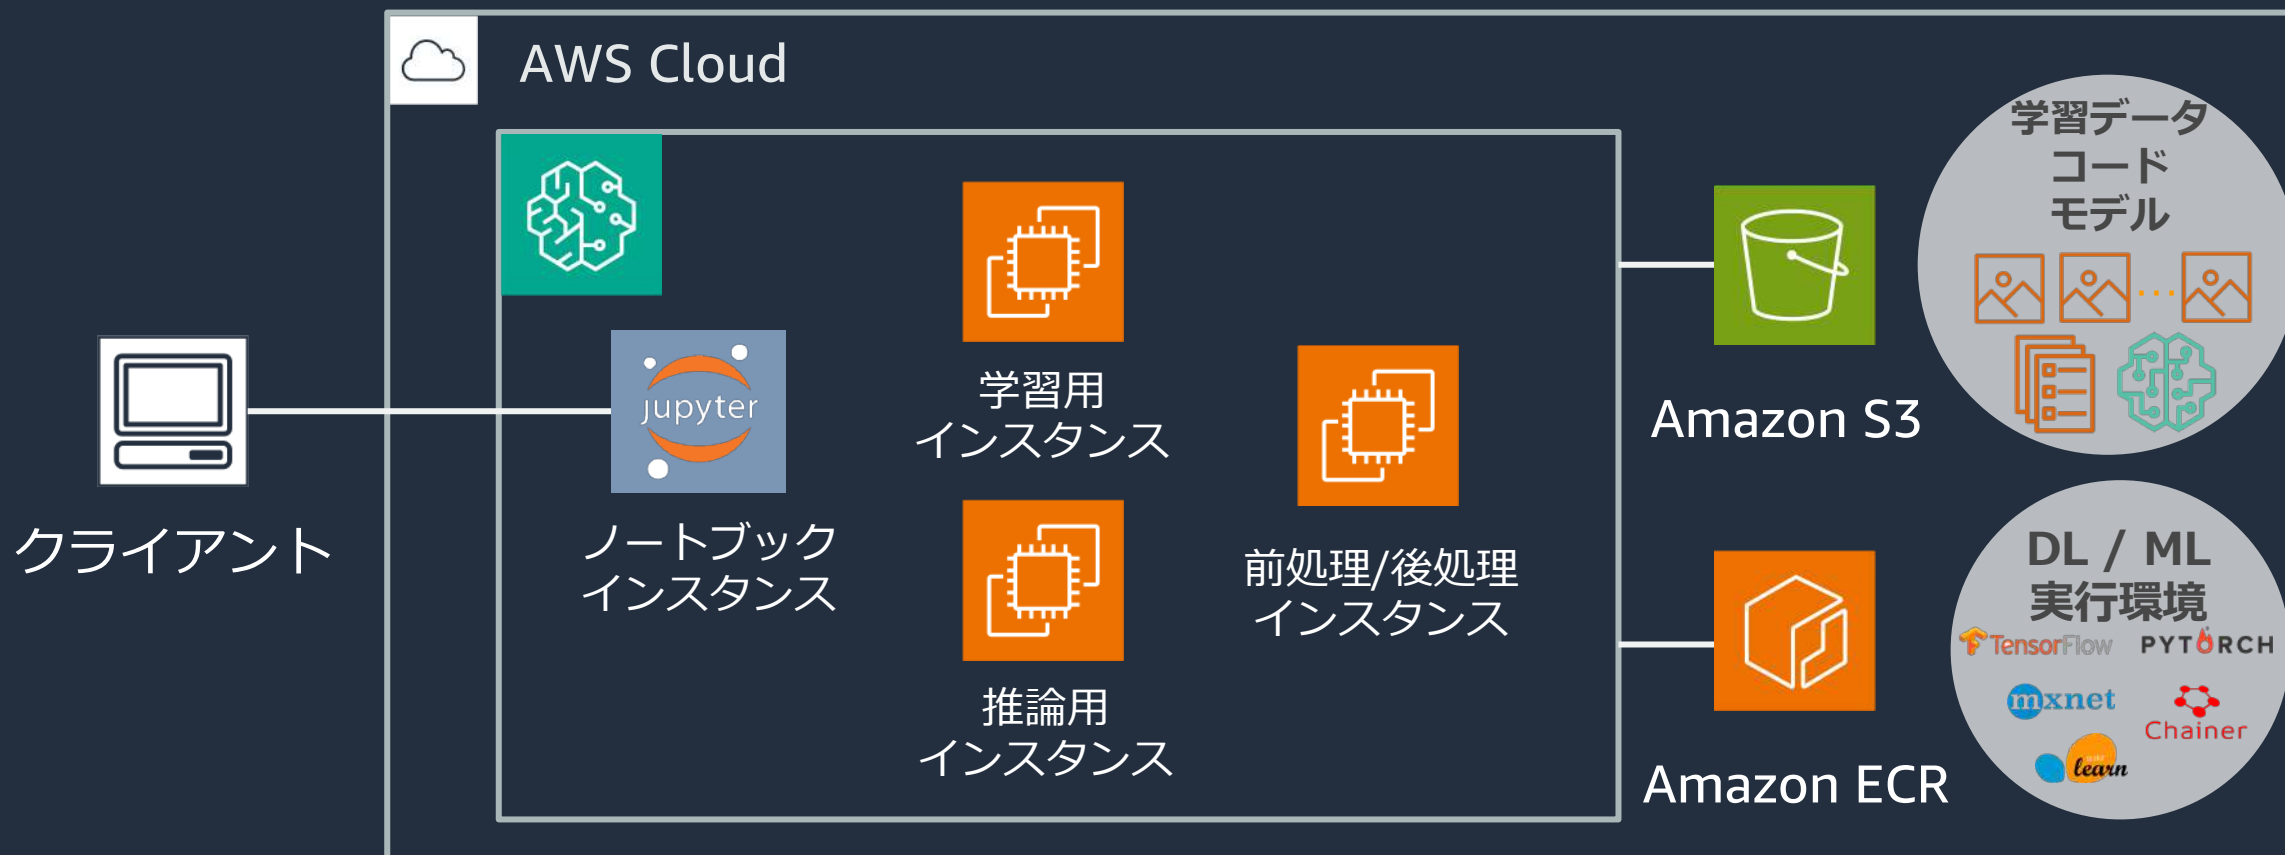 AWS Cloud
クライアント
jupyter
ノートブック
インスタンス
学習用
インスタンス
推論用
インスタンス
前処理/後処理
インスタンス
Amazon S3
学習データ
コード
モデル
...
Amazon ECR
DL / ML
実行環境
TensorFlow
PYTORCH
mxnet
Chainer
learn